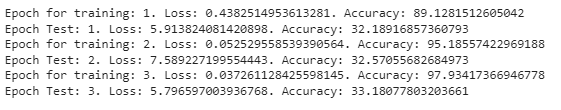 Epoch for training: 1. Loss: 0.4382514953613281. Accuracy: 89.1281512605042
Epoch Test: 1. Loss: 5.913824081420898. Accuracy: 32.18916857360793
Epoch for training: 2. Loss: 0.052529558539390564. Accuracy: 95.18557422969188
Epoch Test: 2. Loss: 7.589227199554443. Accuracy: 32.57055682684973
Epoch for training: 3. Loss: 0.037261128425598145. Accuracy: 97.93417366946778
Epoch Test: 3. Loss: 5.796597003936768. Accuracy: 33.18077803203661